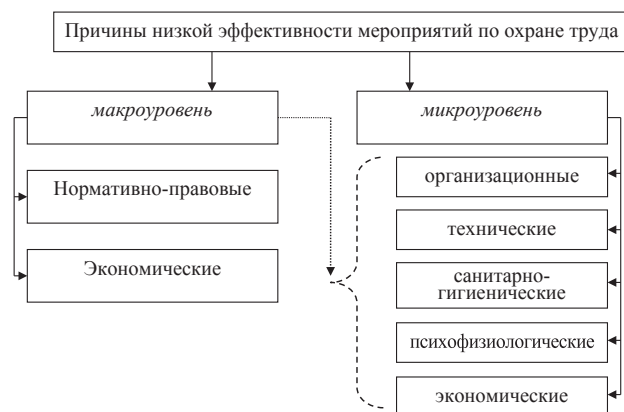 Причины низкой эффективности мероприятий по охране труда
макроуровень
Нормативно-правовые
Экономические
микроуровень
организационные
технические
санитарно-
гигиенические
психофизиологические
экономические